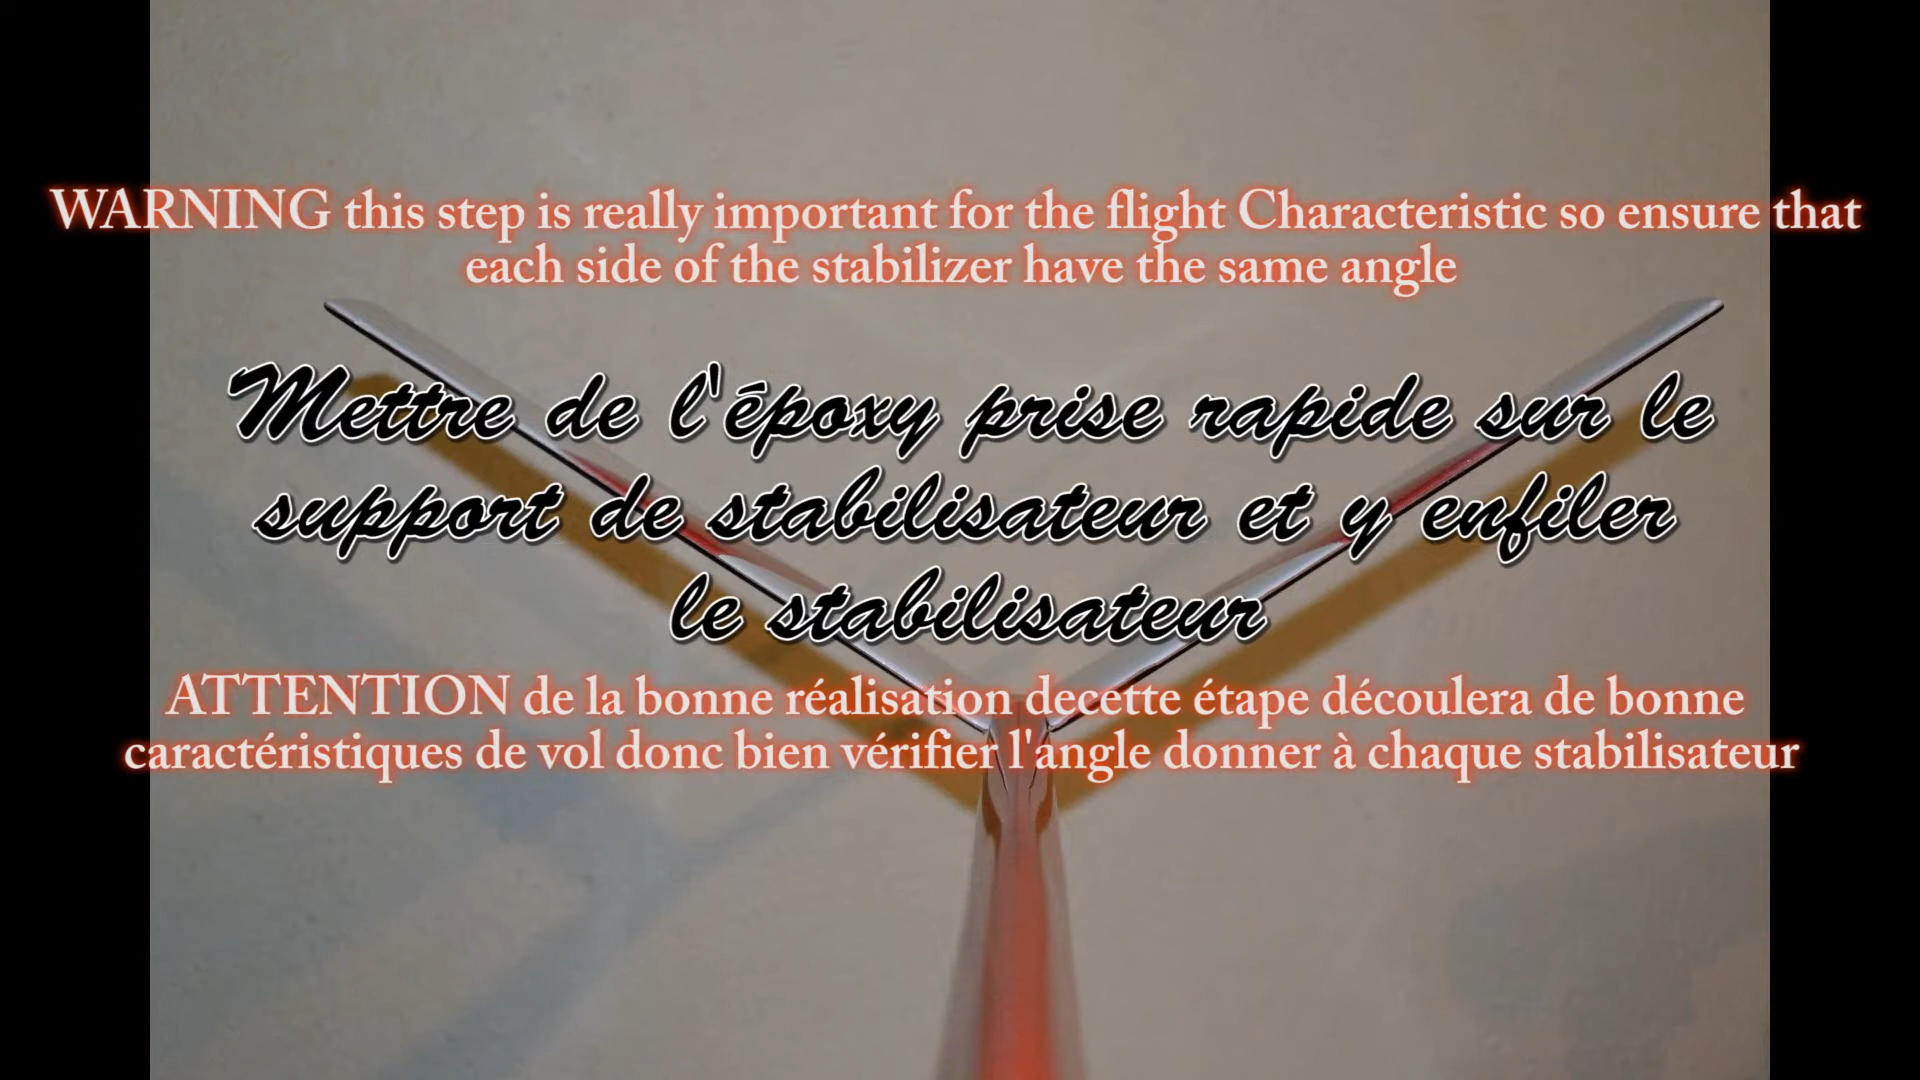 WARNING this step is really important for the flight Characteristic so ensure that
each side of the stabilizer have the same angle
Mettre de l'époxy prise rapide sur le
support de stabilisateur et y enfiler
le stabilisateur
ATTENTION de la bonne réalisation decette étape découlera de bonne
caractéristiques de vol donc bien vérifier l'angle donner à chaque stabilisateur